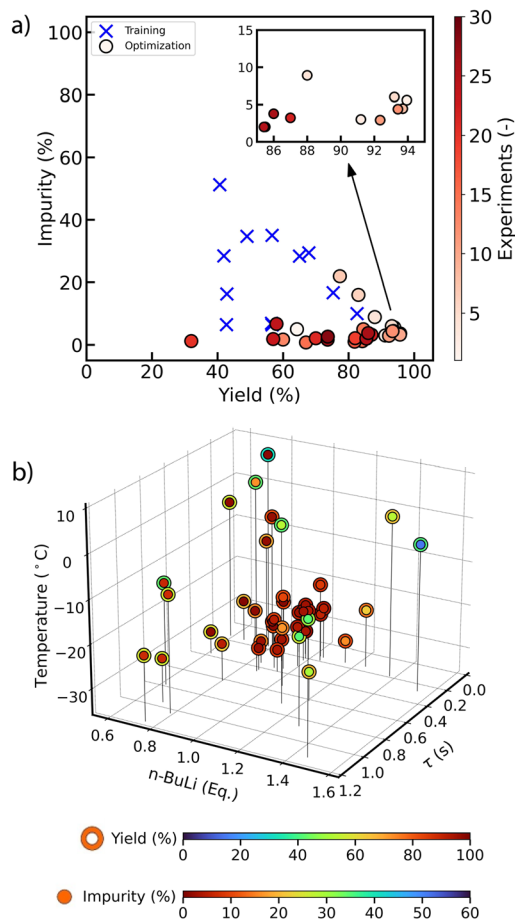 a)
Training
Optimization
15
10
5
0
86 88 90 92 94
100
80
60
40
20
0
Impurity (%)
0 20 40 60 80 100
Yield (%)
30
25
20
15
10
5
Experiments (-)
b)
10
0
−10
−20
−30
Temperature (°C)
0.6 0.8 1.0 1.2 1.4 1.6
n-BuLi (Eq.)
0.0
0.2
0.4
0.6
0.8
1.0
1.2
τ (s)
Yield (%)
0 20 40 60 80 100
Impurity (%)
0 10 20 30 40 50 60